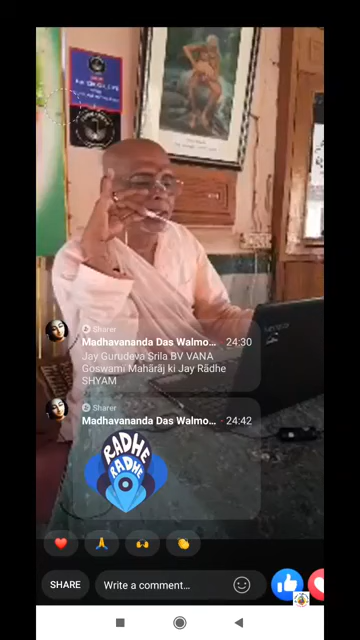 Sharer
Madhavananda Das Walmo... · 24:30
Jay Gurudeva Srila BV VANA
Goswami Mahārāj ki Jay Rādhe
SHYAM
Sharer
Madhavananda Das Walmo... · 24:42
RADHE
RADHE
SHARE
Write a comment...